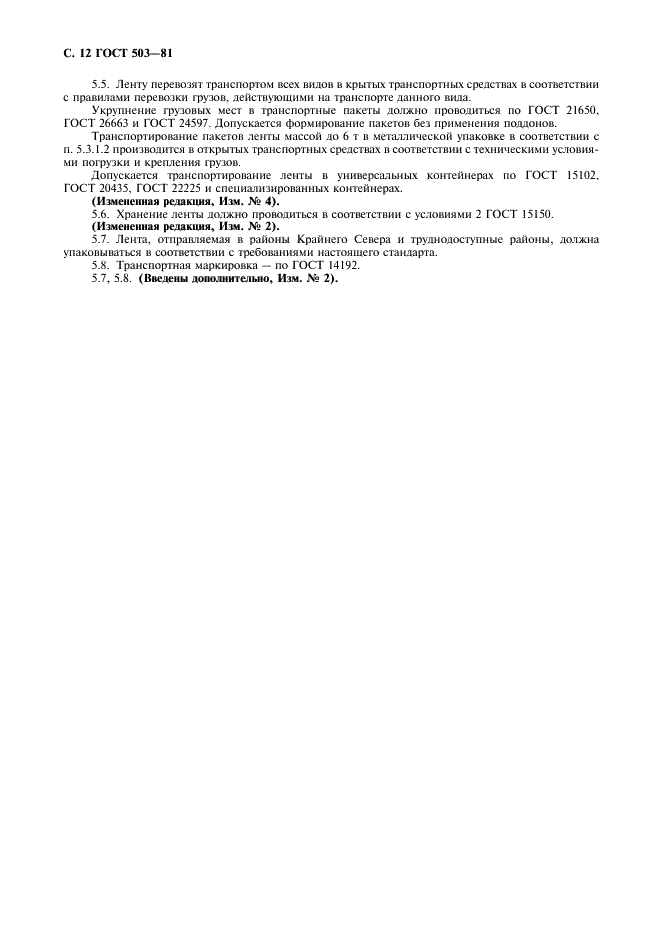 С. 12 ГОСТ 503—81
5.5. Ленту перевозят транспортом всех видов в крытых транспортных средствах в соответствии
с правилами перевозки грузов, действующими на транспорте данного вида.
Укрупнение грузовых мест в транспортные пакеты должно проводиться по ГОСТ 21650,
ГОСТ 26663 и ГОСТ 24597. Допускается формирование пакетов без применения поддонов.
Транспортирование пакетов ленты массой до 6 т в металлической упаковке в соответствии с
п. 5.3.1.2 производится в открытых транспортных средствах в соответствии с техническими условия-
ми погрузки и крепления грузов.
Допускается транспортирование ленты в универсальных контейнерах по ГОСТ 15102,
ГОСТ 20435, ГОСТ 22225 и специализированных контейнерах.
(Измененная редакция, Изм. № 4).
5.6. Хранение ленты должно проводиться в соответствии с условиями 2 ГОСТ 15150.
(Измененная редакция, Изм. № 2).
5.7. Лента, отправляемая в районы Крайнего Севера и труднодоступные районы, должна
упаковываться в соответствии с требованиями настоящего стандарта.
5.8. Транспортная маркировка — по ГОСТ 14192.
5.7, 5.8. (Введены дополнительно, Изм. № 2).